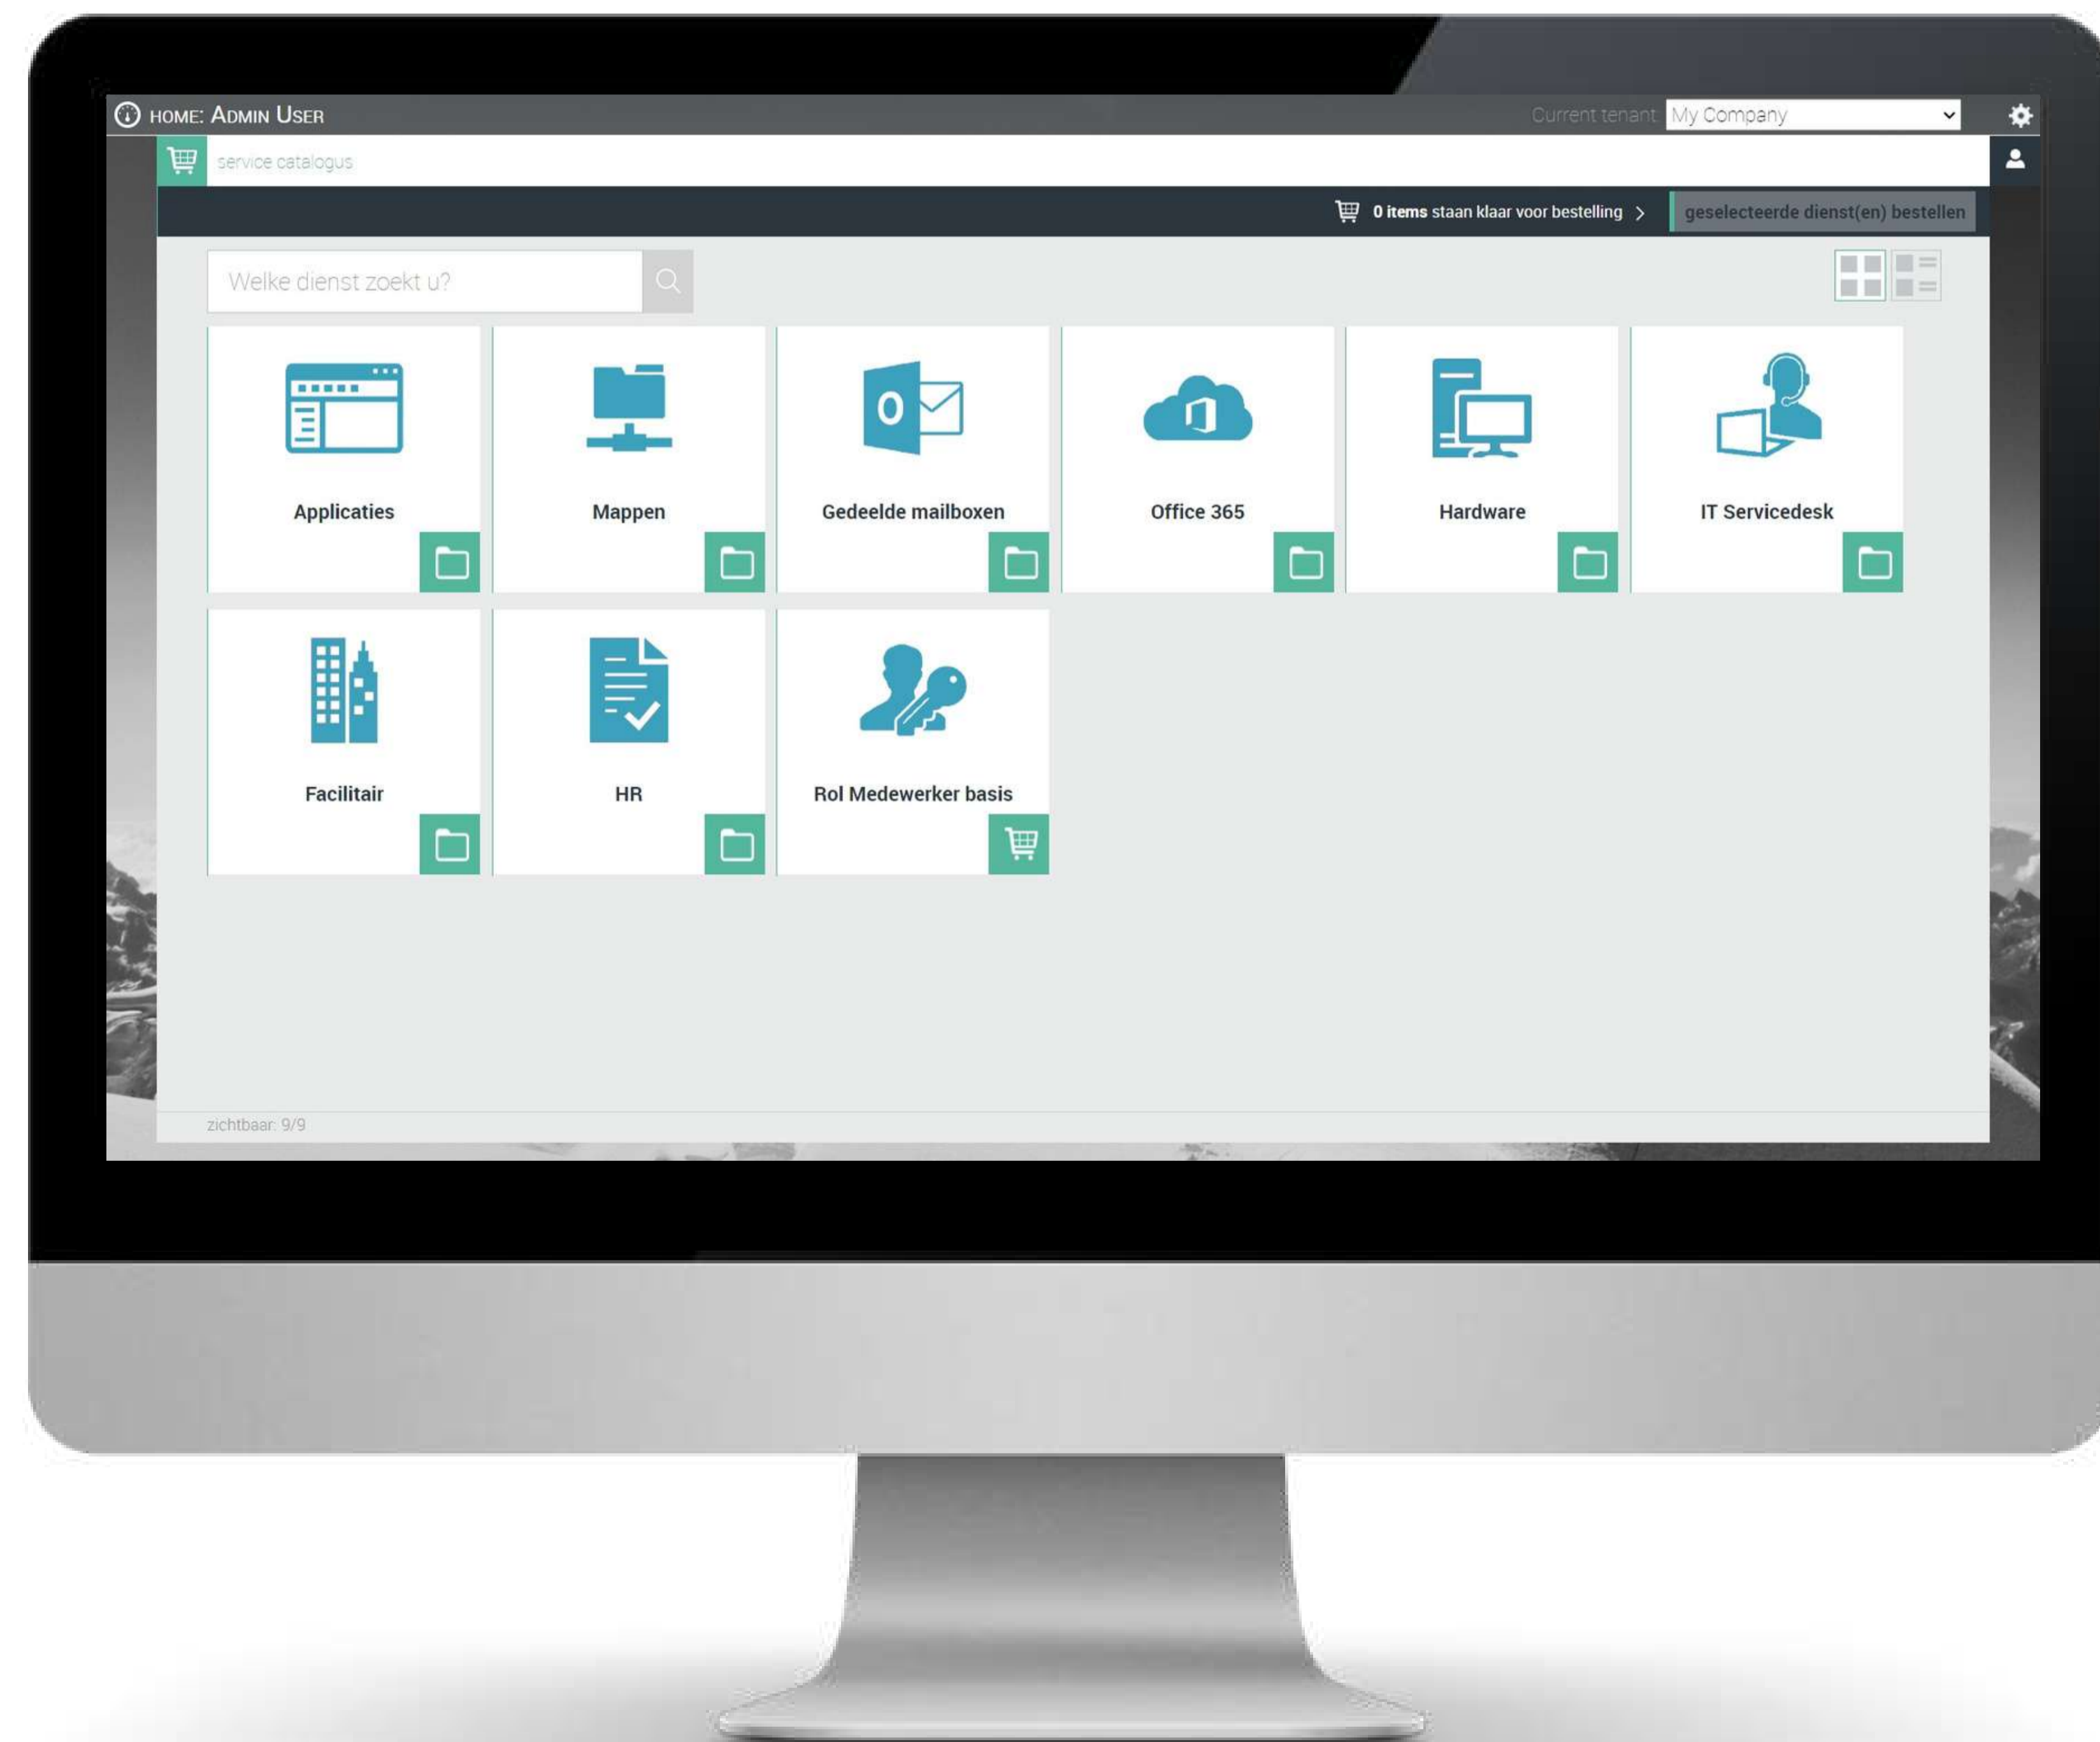 HOME: ADMIN USER
Current tenant: My Company
service catalogus
0 items staan klaar voor bestelling >
geselecteerde dienst(en) bestellen
Welke dienst zoekt u?
Applicaties
Mappen
Gedeelde mailboxen
Office 365
Hardware
IT Servicedesk
Facilitair
HR
Rol Medewerker basis
zichtbaar: 9/9